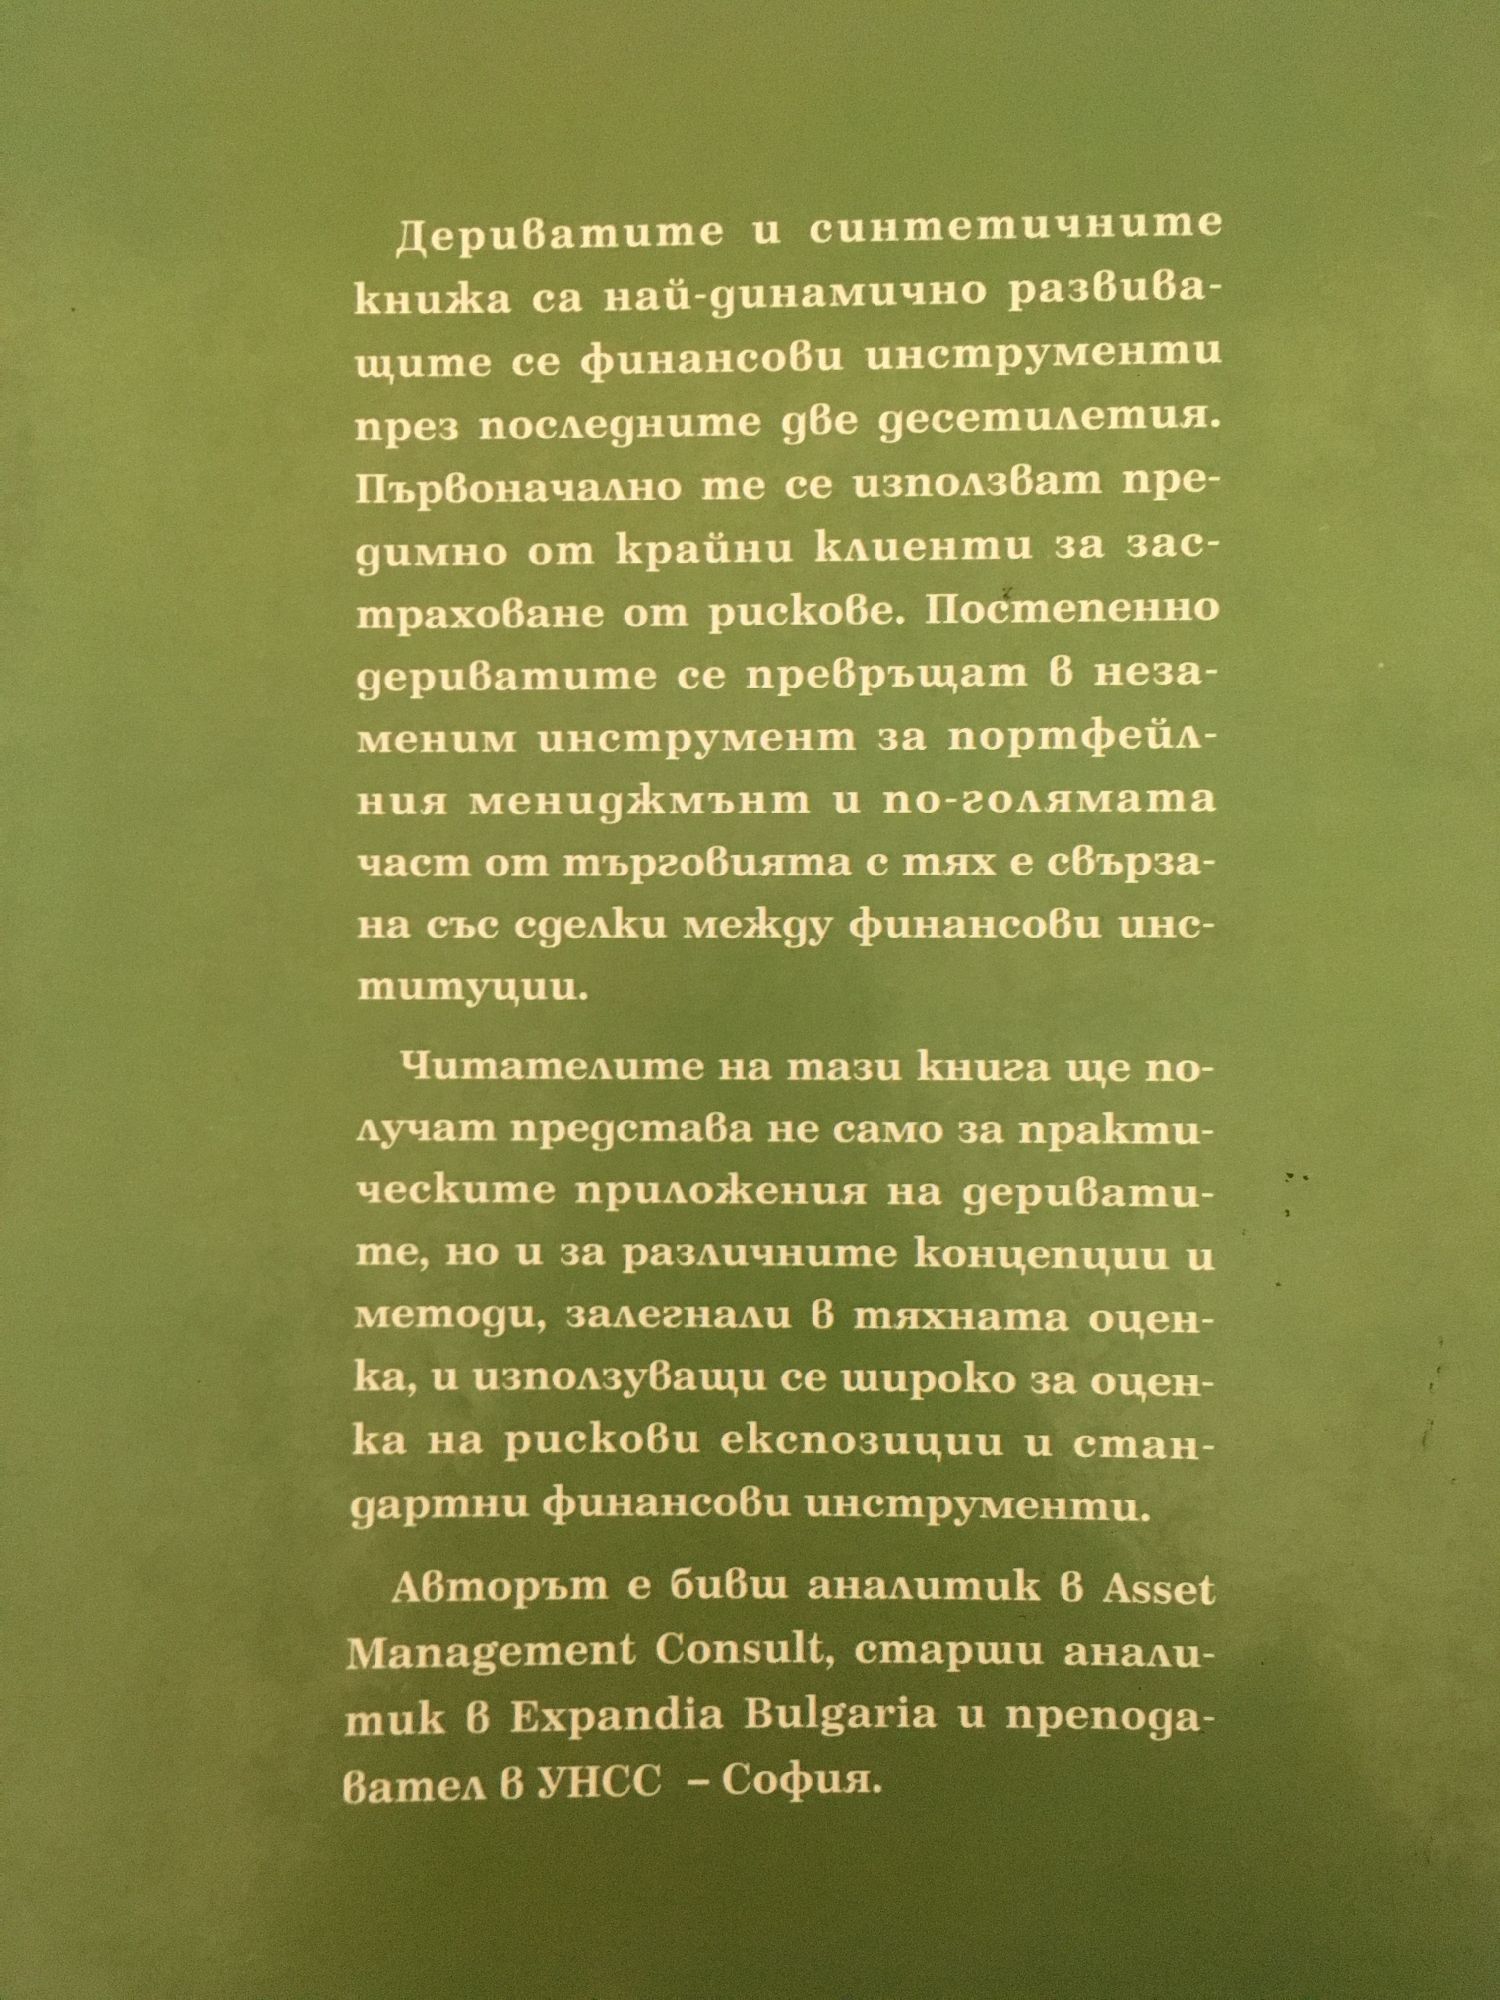 Дериватите и синтетичните
книжа са най-динамично развива-
щите се финансови инструменти
през последните две десетилетия.
Първоначално те се използват пре-
димно от крайни клиенти за зас-
траховане от рискове. Постепенно
дериватите се превръщат в неза-
меним инструмент за портфейл-
ния мениджмънт и по-голямата
част от търговията с тях е свърза-
на със сделки между финансови инс-
титуции.
Читателите на тази книга ще по-
лучат представа не само за практи-
ческите приложения на деривати-
те, но и за различните концепции и
методи, залегнали в тяхната оцен-
ка, и използуващи се широко за оцен-
ка на рискови експозиции и стан-
дартни финансови инструменти.
Авторът е бивш аналитик в Asset
Management Consult, старши анали-
тик в Expandia Bulgaria и препода-
вател в УНСС – София.